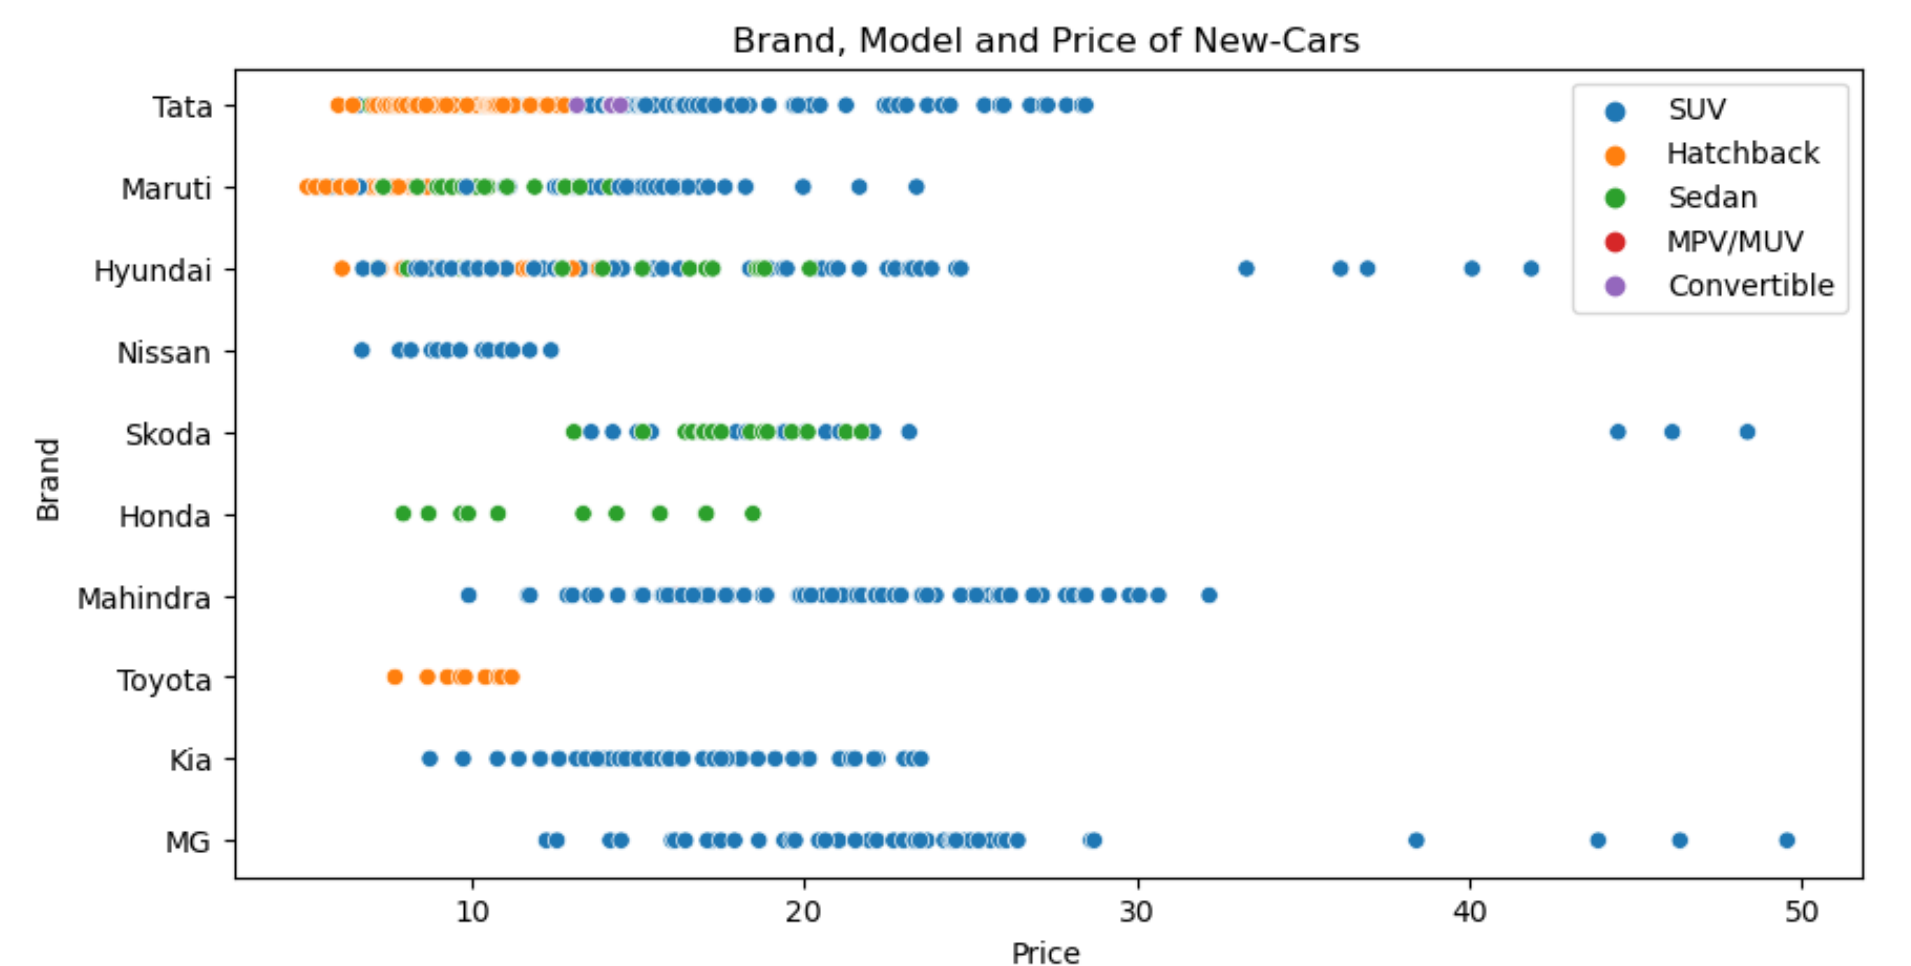 Brand, Model and Price of New-Cars
Tata
Maruti
Hyundai
Nissan
Skoda
Honda
Mahindra
Toyota
Kia
MG
Brand
SUV
Hatchback
Sedan
MPV/MUV
Convertible
10 20 30 40 50
Price